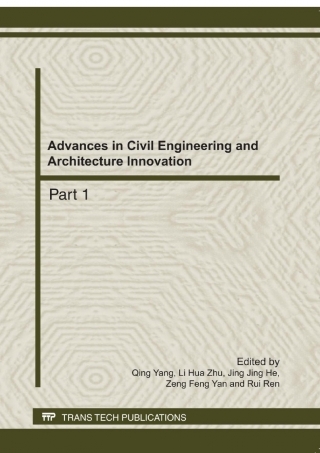 Advances in Civil Engineering and
Architecture Innovation
Part 1
Edited by
Qing Yang, Li Hua Zhu, Jing Jing He,
Zeng Feng Yan and Rui Ren
TTP TRANS TECH PUBLICATIONS